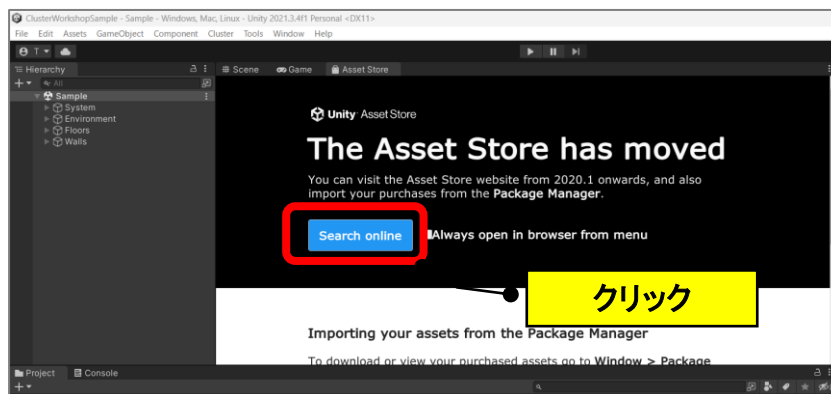 ClusterWorkshopSample - Sample - Windows, Mac, Linux - Unity 2021.3.4f1 Personal <DX11>
File Edit Assets GameObject Component Cluster Tools Window Help
T
Hierarchy
Scene Game Asset Store
All
Sample
System
Environment
Floors
Walls
Unity Asset Store
The Asset Store has moved
You can visit the Asset Store website from 2020.1 onwards, and also
import your purchases from the Package Manager.
Search online Always open in browser from menu
クリック
Importing your assets from the Package Manager
To download or view your purchased assets go to Window > Package
Project Console